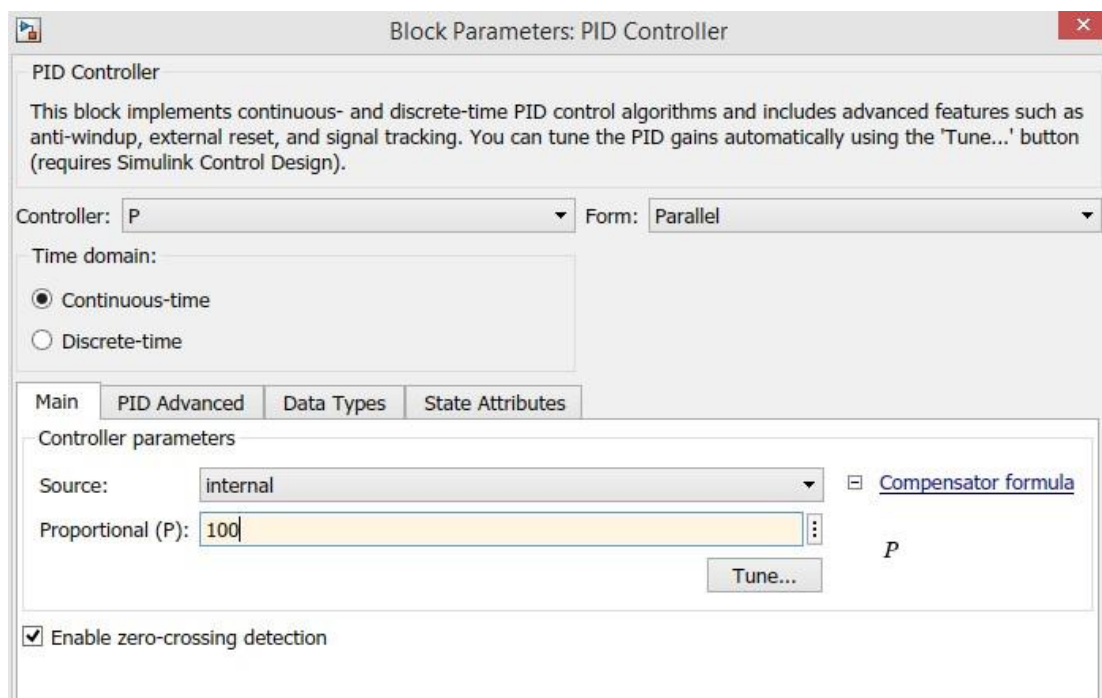 Block Parameters: PID Controller
PID Controller
This block implements continuous- and discrete-time PID control algorithms and includes advanced features such as
anti-windup, external reset, and signal tracking. You can tune the PID gains automatically using the 'Tune...' button
(requires Simulink Control Design).
Controller: P Form: Parallel
Time domain:
Continuous-time
Discrete-time
Main PID Advanced Data Types State Attributes
Controller parameters
Source: internal Compensator formula
Proportional (P): 100
P
Tune...
Enable zero-crossing detection